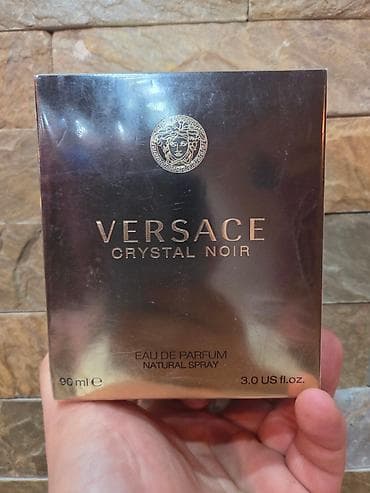 VERSACE
CRYSTAL NOIR
EAU DE PARFUM
NATURAL SPRAY
90 ml ℮ 3.0 US fl.oz.